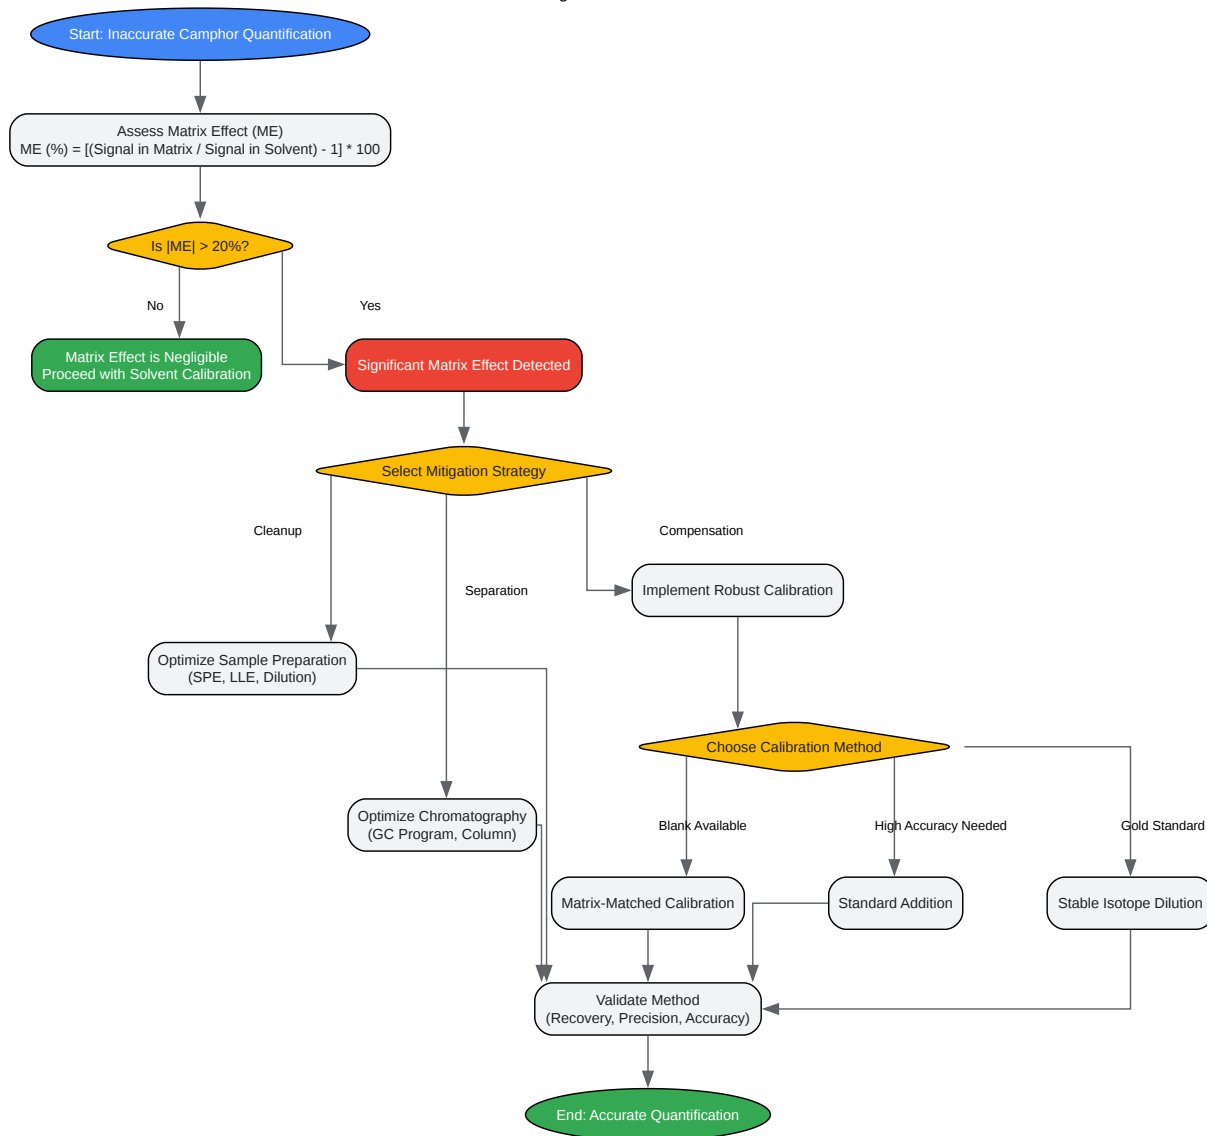 Start: Inaccurate Camphor Quantification
Assess Matrix Effect (ME)
ME (%) = [(Signal in Matrix / Signal in Solvent) - 1] * 100
Is |ME| > 20%?
No
Yes
Matrix Effect is Negligible
Proceed with Solvent Calibration
Significant Matrix Effect Detected
Select Mitigation Strategy
Cleanup
Compensation
Separation
Implement Robust Calibration
Optimize Sample Preparation
(SPE, LLE, Dilution)
Choose Calibration Method
Optimize Chromatography
(GC Program, Column)
Blank Available
High Accuracy Needed
Gold Standard
Matrix-Matched Calibration
Standard Addition
Stable Isotope Dilution
Validate Method
(Recovery, Precision, Accuracy)
End: Accurate Quantification